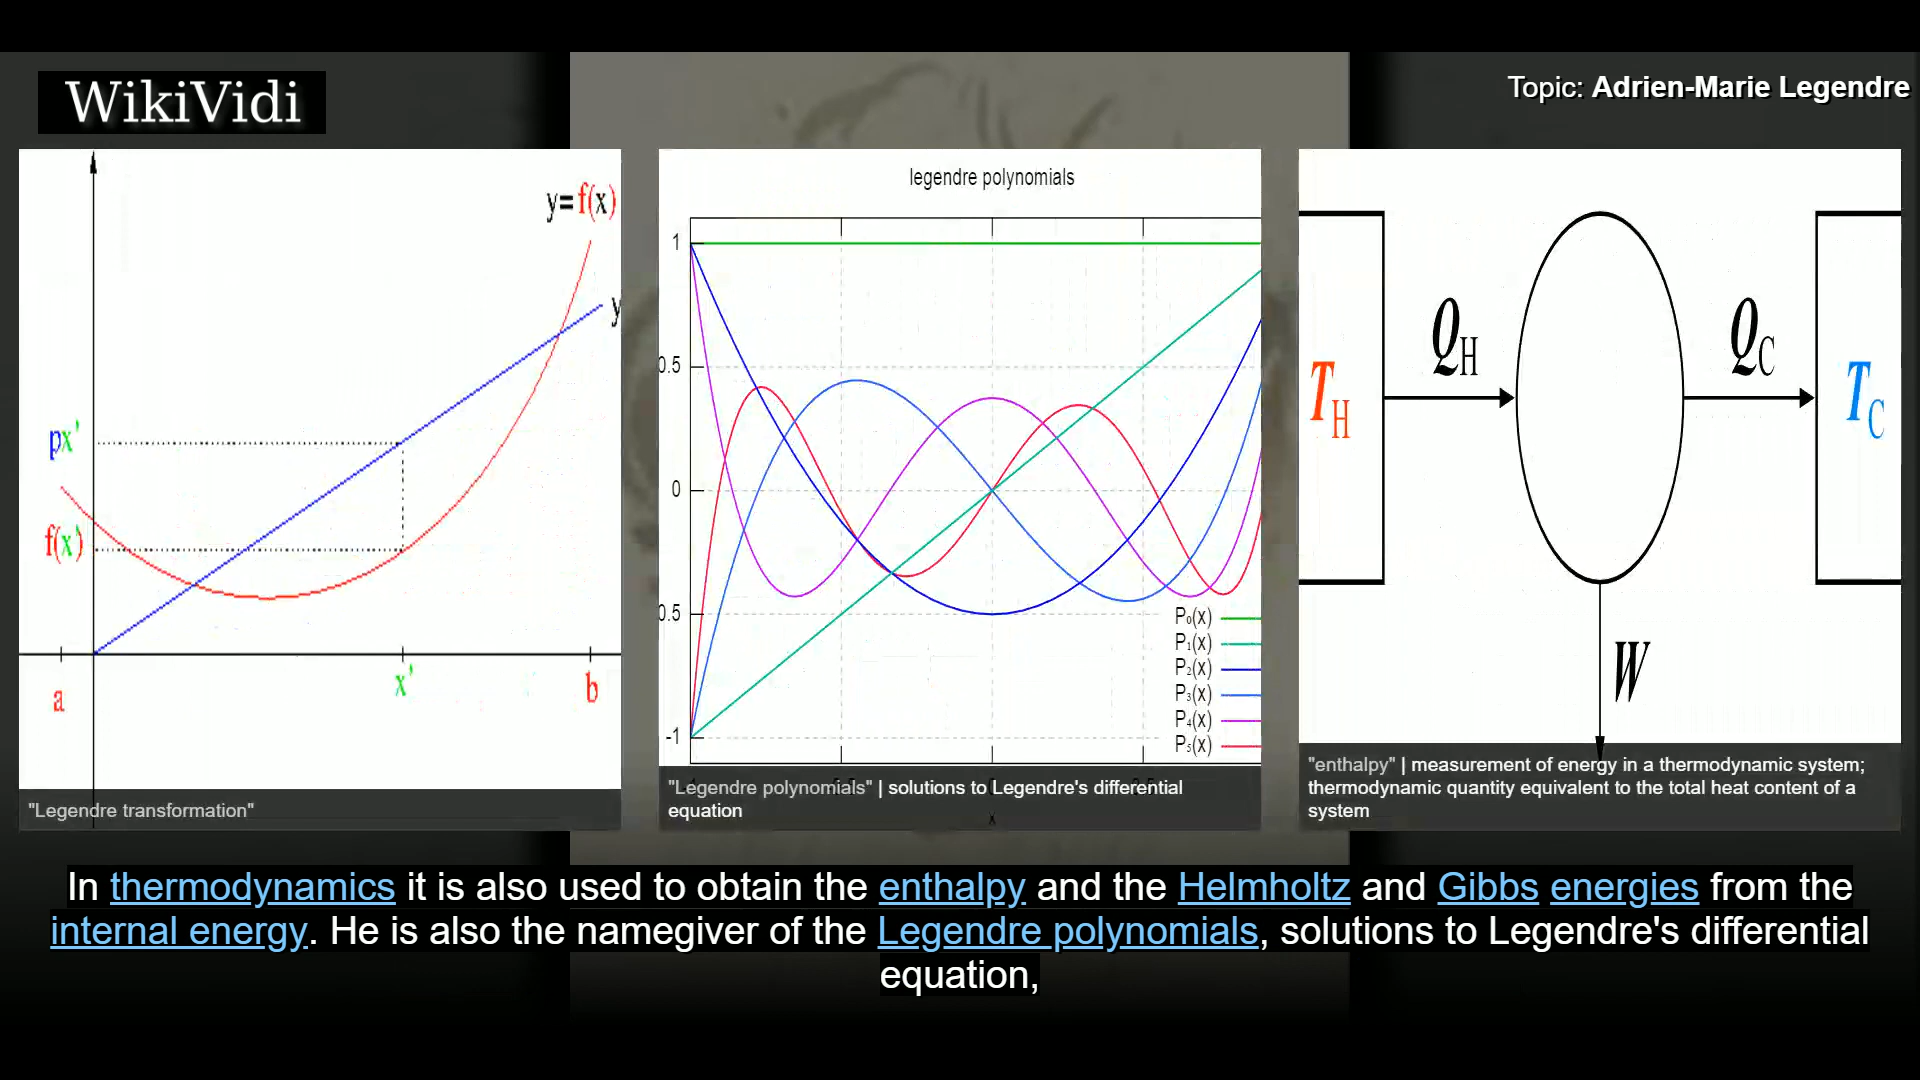 WikiVidi
Topic: Adrien-Marie Legendre
y=f(x)
y
px'
f(x')
a
x'
b
"Legendre transformation"
legendre polynomials
1
0.5
0
0.5
-1
P₀(x)
P₁(x)
P₂(x)
P₃(x)
P₄(x)
P₅(x)
x
"Legendre polynomials" | solutions to Legendre's differential
equation
T_H
Q_H
Q_C
T_C
W
"enthalpy" | measurement of energy in a thermodynamic system;
thermodynamic quantity equivalent to the total heat content of a
system
In thermodynamics it is also used to obtain the enthalpy and the Helmholtz and Gibbs energies from the
internal energy. He is also the namegiver of the Legendre polynomials, solutions to Legendre's differential
equation,